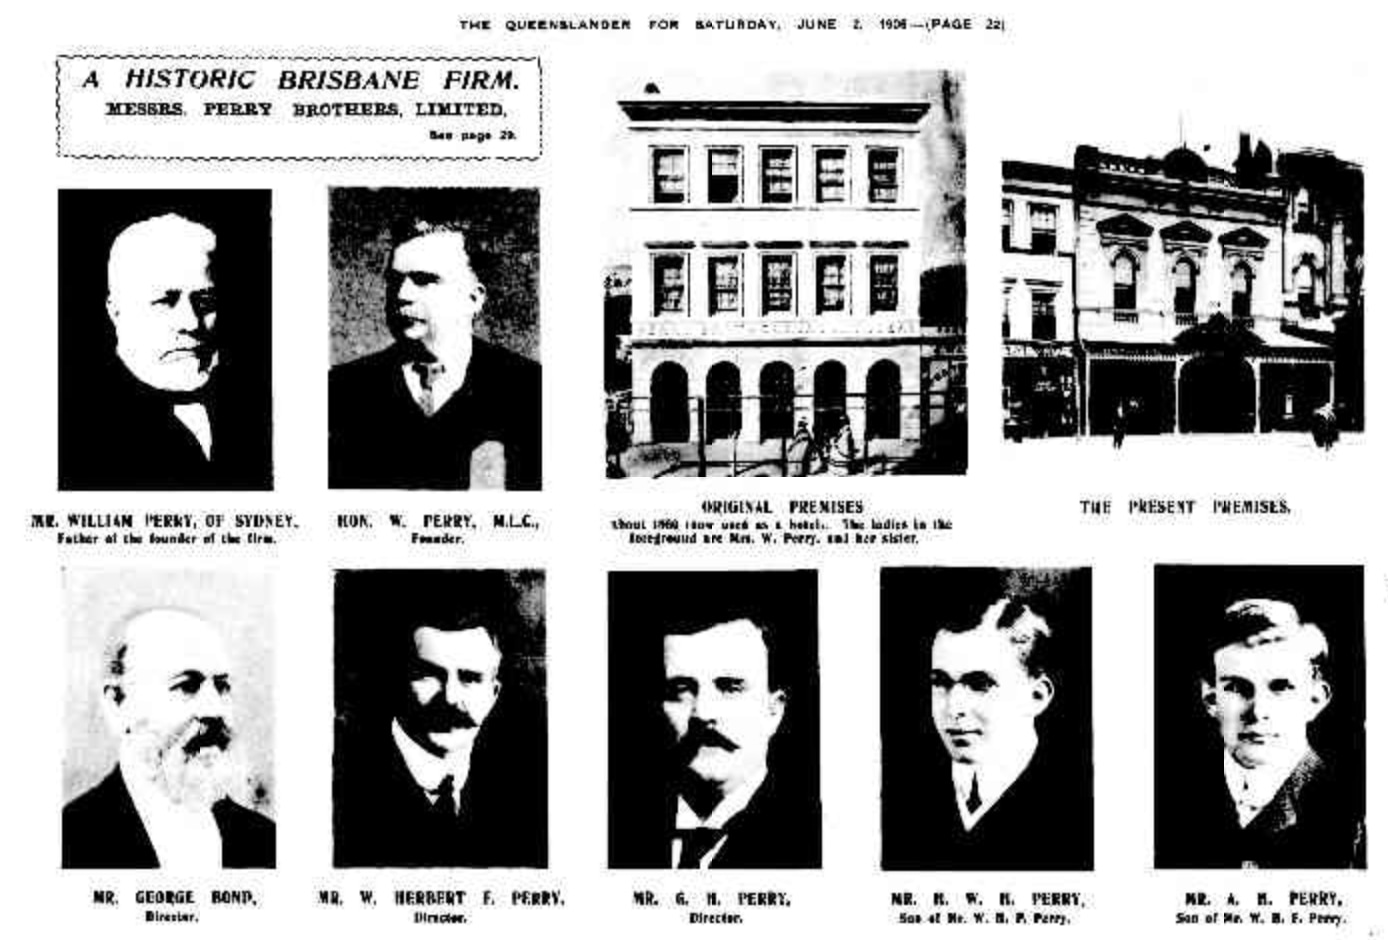 THE QUEENSLANDER FOR SATURDAY, JUNE 2, 1906—(PAGE 22)
A HISTORIC BRISBANE FIRM.
MESSRS. PERRY BROTHERS, LIMITED,
See page 29.
MR. WILLIAM PERRY, OF SYDNEY,
Father of the founder of the firm.
HON. W. PERRY, M.L.C.,
Founder.
ORIGINAL PREMISES
About 1860 (now used as a hotel. The ladies in the
foreground are Mrs. W. Perry, and her sister.
THE PRESENT PREMISES.
MR. GEORGE BOND,
Director.
MR. W. HERBERT F. PERRY,
Director.
MR. G. H. PERRY,
Director.
MR. H. W. H. PERRY,
Son of Mr. W. H. F. Perry.
MR. A. H. PERRY,
Son of Mr. W. H. F. Perry.